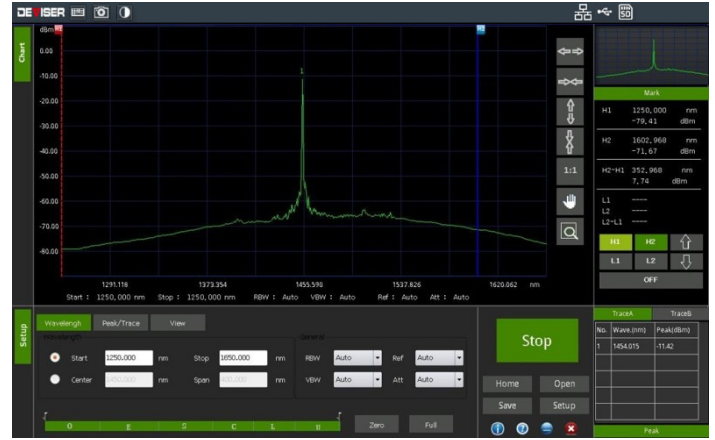 DEVISER
SD
Chart
dBm
H1
H2
0.00
-10.00
-20.00
-30.00
-40.00
-50.00
-60.00
-70.00
-80.00
1
1291.118 1373.354 1455.590 1537.826 1620.062 nm
Start : 1250.000 nm Stop : 1250.000 nm RBW : Auto VBW : Auto Ref : Auto Att : Auto
1:1
Mark
H1 1250.000 nm
-79.41 dBm
H2 1602.968 nm
-71.67 dBm
H2-H1 352.968 nm
7.74 dBm
L1 ----
L2 ----
L2-L1 ----
H1 H2
L1 L2
OFF
Setup
Wavelengh Peak/Trace View
Wavelength
General
Start 1250.000 nm Stop 1650.000 nm RBW Auto Ref Auto
Center nm Span nm VBW Auto Att Auto
O E S C L U
Zero Full
Stop
Home Open
Save Setup
TraceA TraceB
No. Wave.(nm) Peak(dBm)
1 1454.015 -11.42
Peak